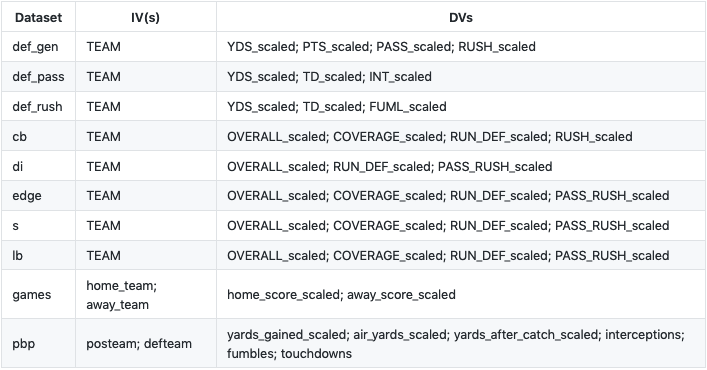 Dataset IV(s) DVs
def_gen TEAM YDS_scaled; PTS_scaled; PASS_scaled; RUSH_scaled
def_pass TEAM YDS_scaled; TD_scaled; INT_scaled
def_rush TEAM YDS_scaled; TD_scaled; FUML_scaled
cb TEAM OVERALL_scaled; COVERAGE_scaled; RUN_DEF_scaled; RUSH_scaled
di TEAM OVERALL_scaled; RUN_DEF_scaled; PASS_RUSH_scaled
edge TEAM OVERALL_scaled; COVERAGE_scaled; RUN_DEF_scaled; PASS_RUSH_scaled
s TEAM OVERALL_scaled; COVERAGE_scaled; RUN_DEF_scaled; PASS_RUSH_scaled
lb TEAM OVERALL_scaled; COVERAGE_scaled; RUN_DEF_scaled; PASS_RUSH_scaled
games home_team; away_team home_score_scaled; away_score_scaled
pbp posteam; defteam yards_gained_scaled; air_yards_scaled; yards_after_catch_scaled; interceptions;
fumbles; touchdowns